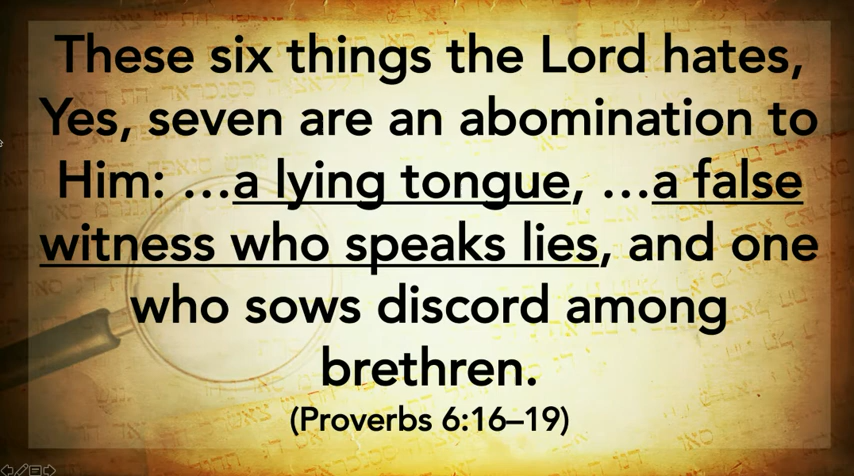 These six things the Lord hates,
Yes, seven are an abomination to
Him: …a lying tongue, …a false
witness who speaks lies, and one
who sows discord among
brethren.
(Proverbs 6:16–19)